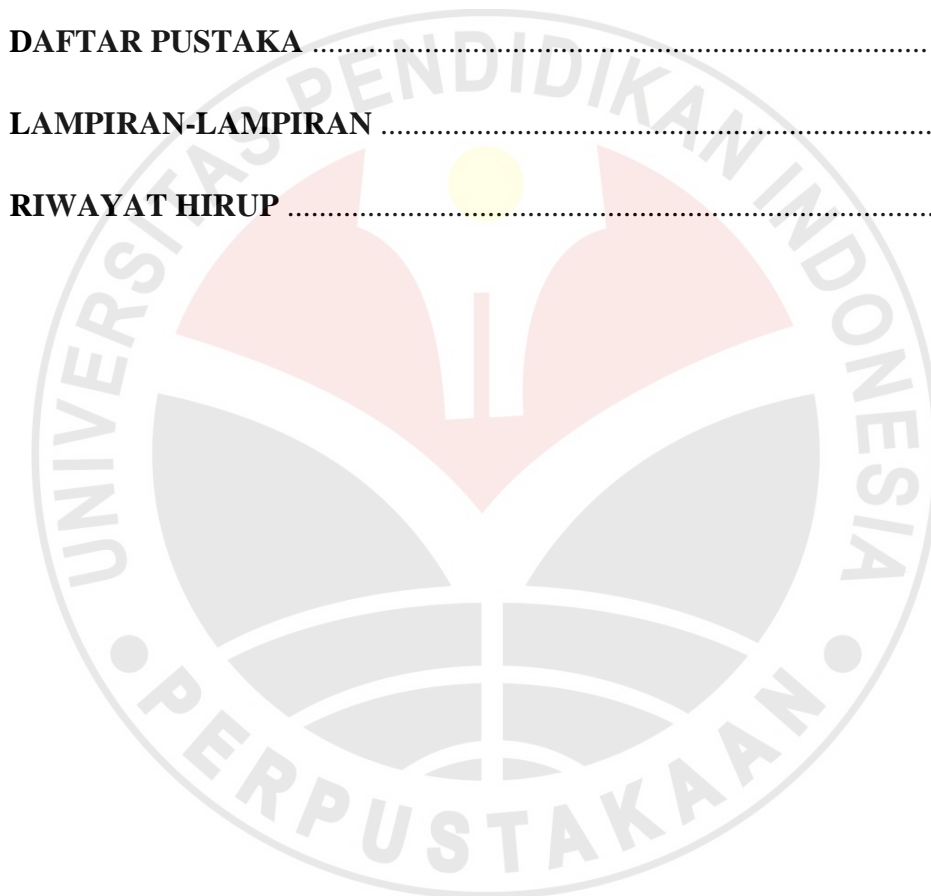 DAFTAR PUSTAKA ............................................................................
LAMPIRAN-LAMPIRAN ....................................................................
RIWAYAT HIRUP ................................................................................
UNIVERSITAS PENDIDIKAN INDONESIA
• PERPUSTAKAAN •